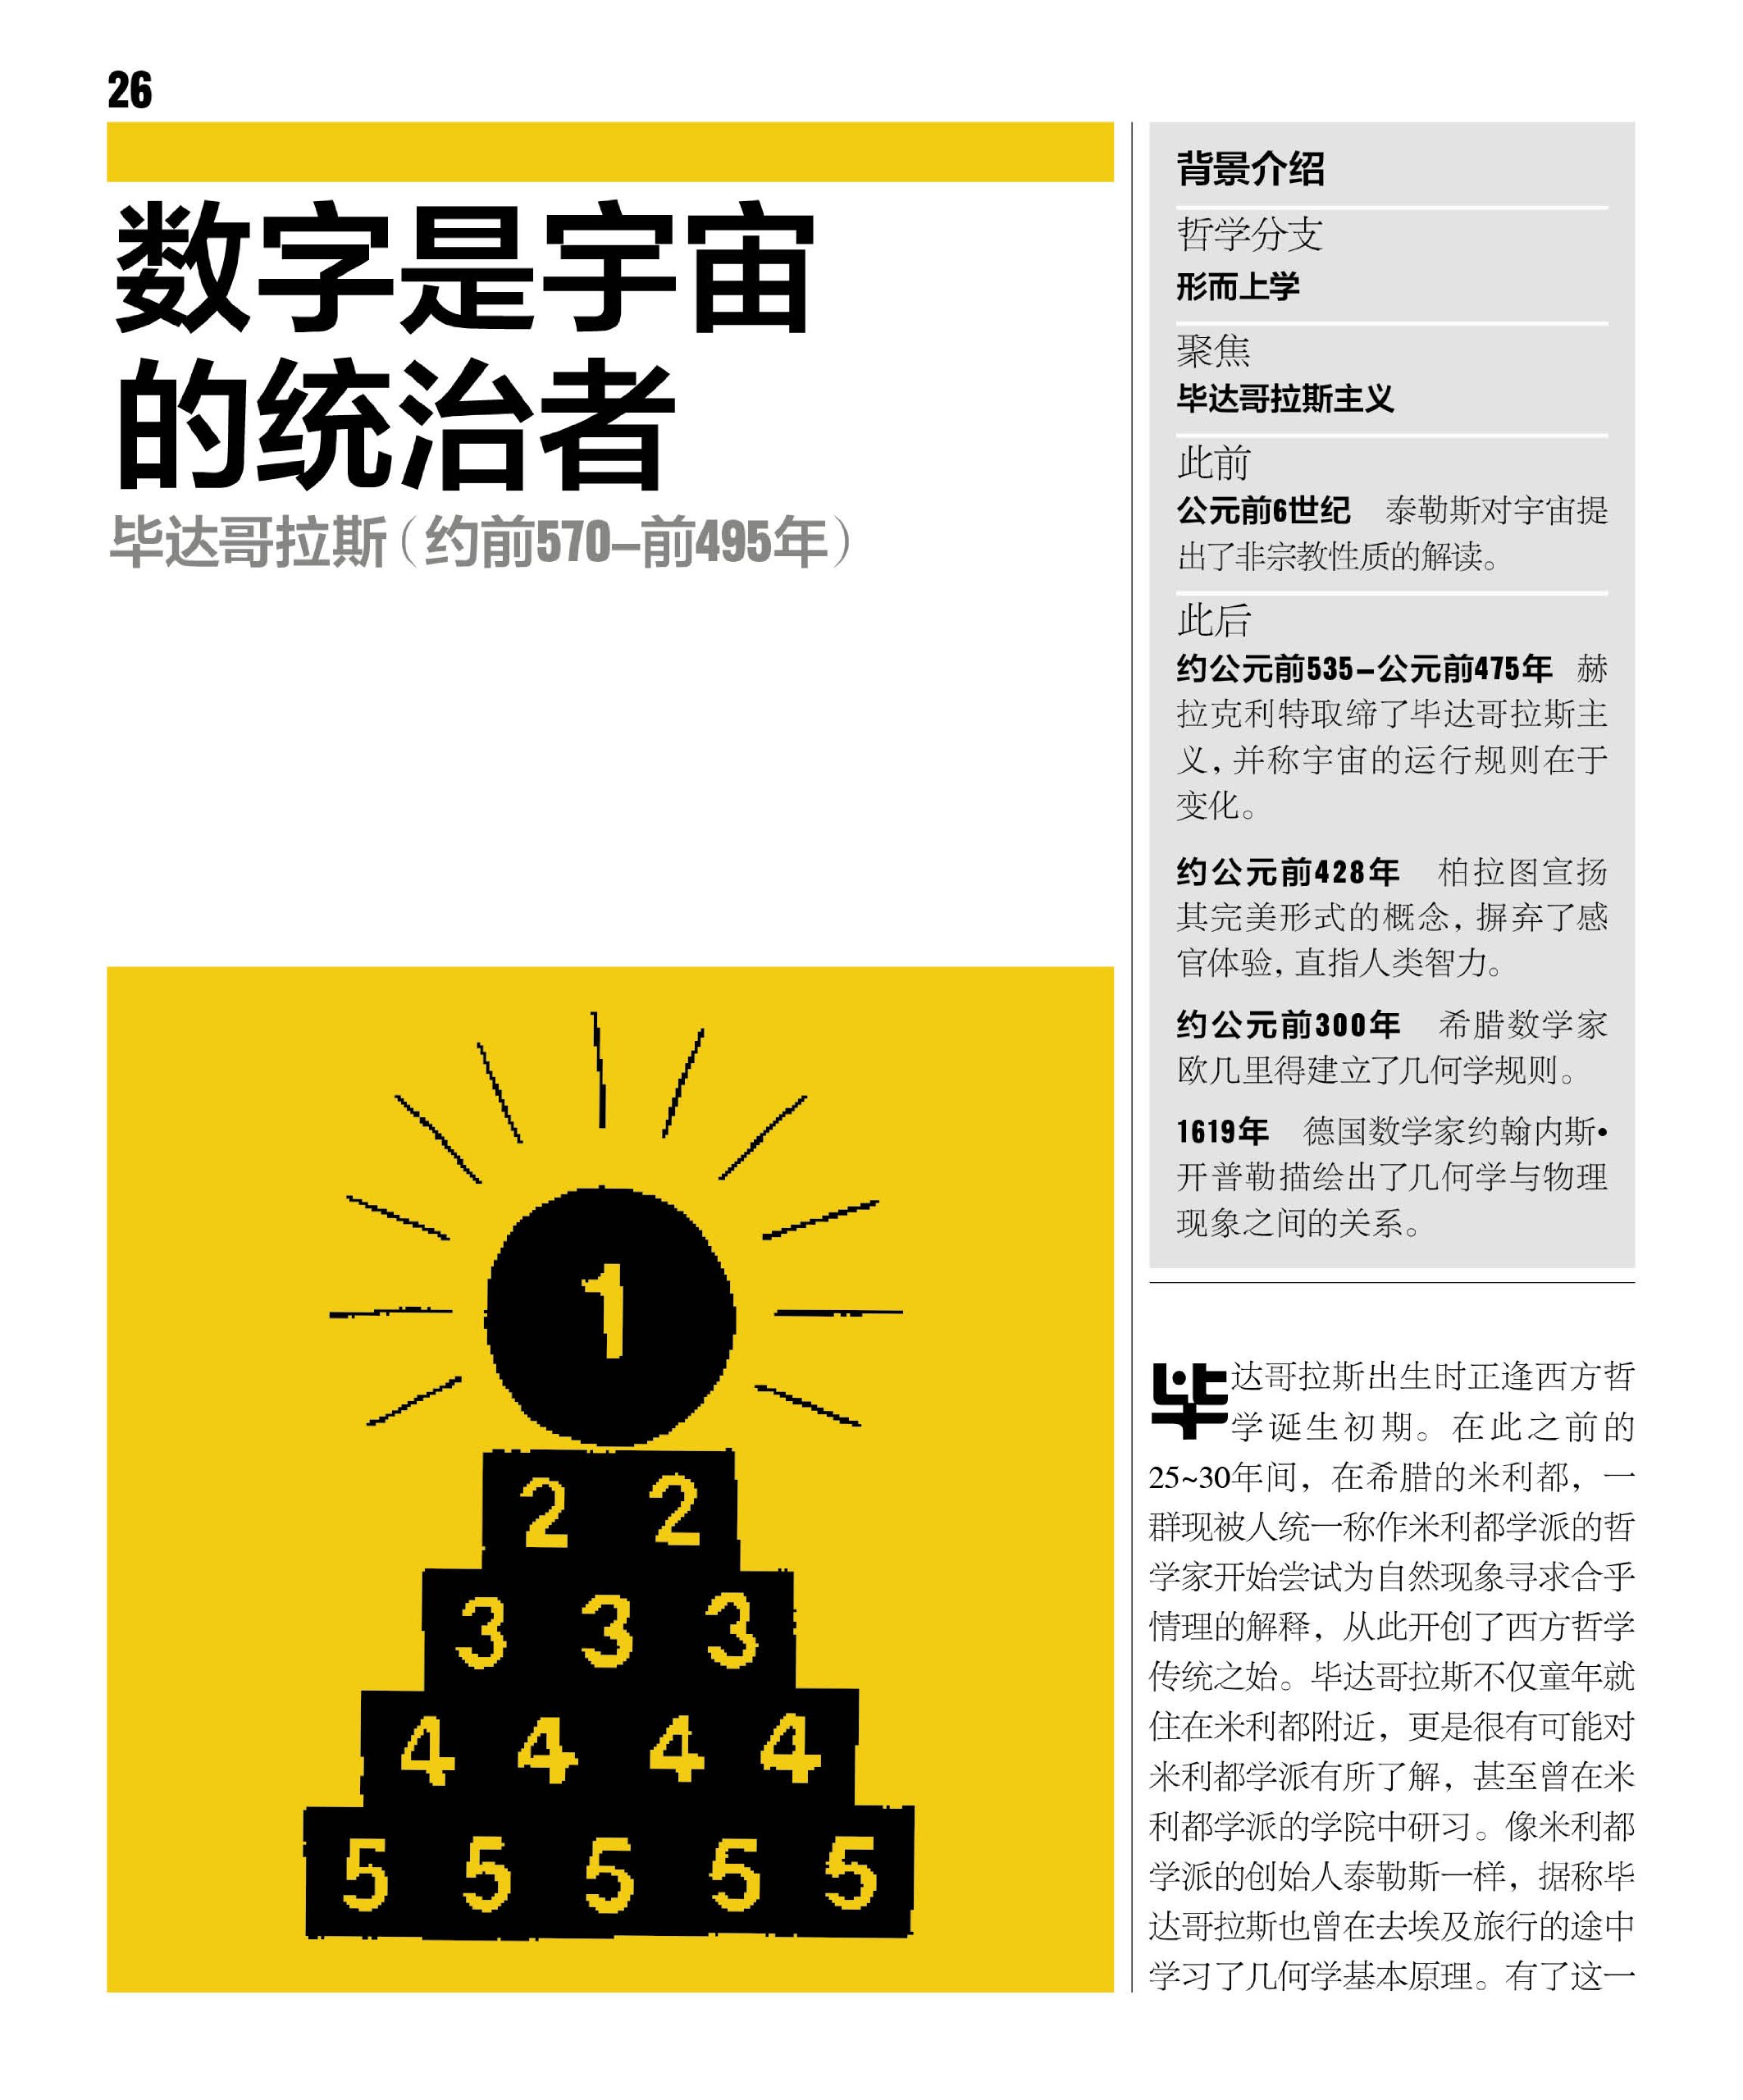 26
数字是宇宙
的统治者
毕达哥拉斯（约前570–前495年）
1
2 2
3 3 3
4 4 4 4
5 5 5 5 5
背景介绍
哲学分支
形而上学
聚焦
毕达哥拉斯主义
此前
公元前6世纪 泰勒斯对宇宙提
出了非宗教性质的解读。
此后
约公元前535–公元前475年 赫
拉克利特取缔了毕达哥拉斯主
义，并称宇宙的运行规则在于
变化。
约公元前428年 柏拉图宣扬
其完美形式的概念，摒弃了感
官体验，直指人类智力。
约公元前300年 希腊数学家
欧几里得建立了几何学规则。
1619年 德国数学家约翰内斯•
开普勒描绘出了几何学与物理
现象之间的关系。
毕达哥拉斯出生时正逢西方哲
学诞生初期。在此之前的
25~30年间，在希腊的米利都，一
群现被人统一称作米利都学派的哲
学家开始尝试为自然现象寻求合乎
情理的解释，从此开创了西方哲学
传统之始。毕达哥拉斯不仅童年就
住在米利都附近，更是很有可能对
米利都学派有所了解，甚至曾在米
利都学派的学院中研习。像米利都
学派的创始人泰勒斯一样，据称毕
达哥拉斯也曾在去埃及旅行的途中
学习了几何学基本原理。有了这一